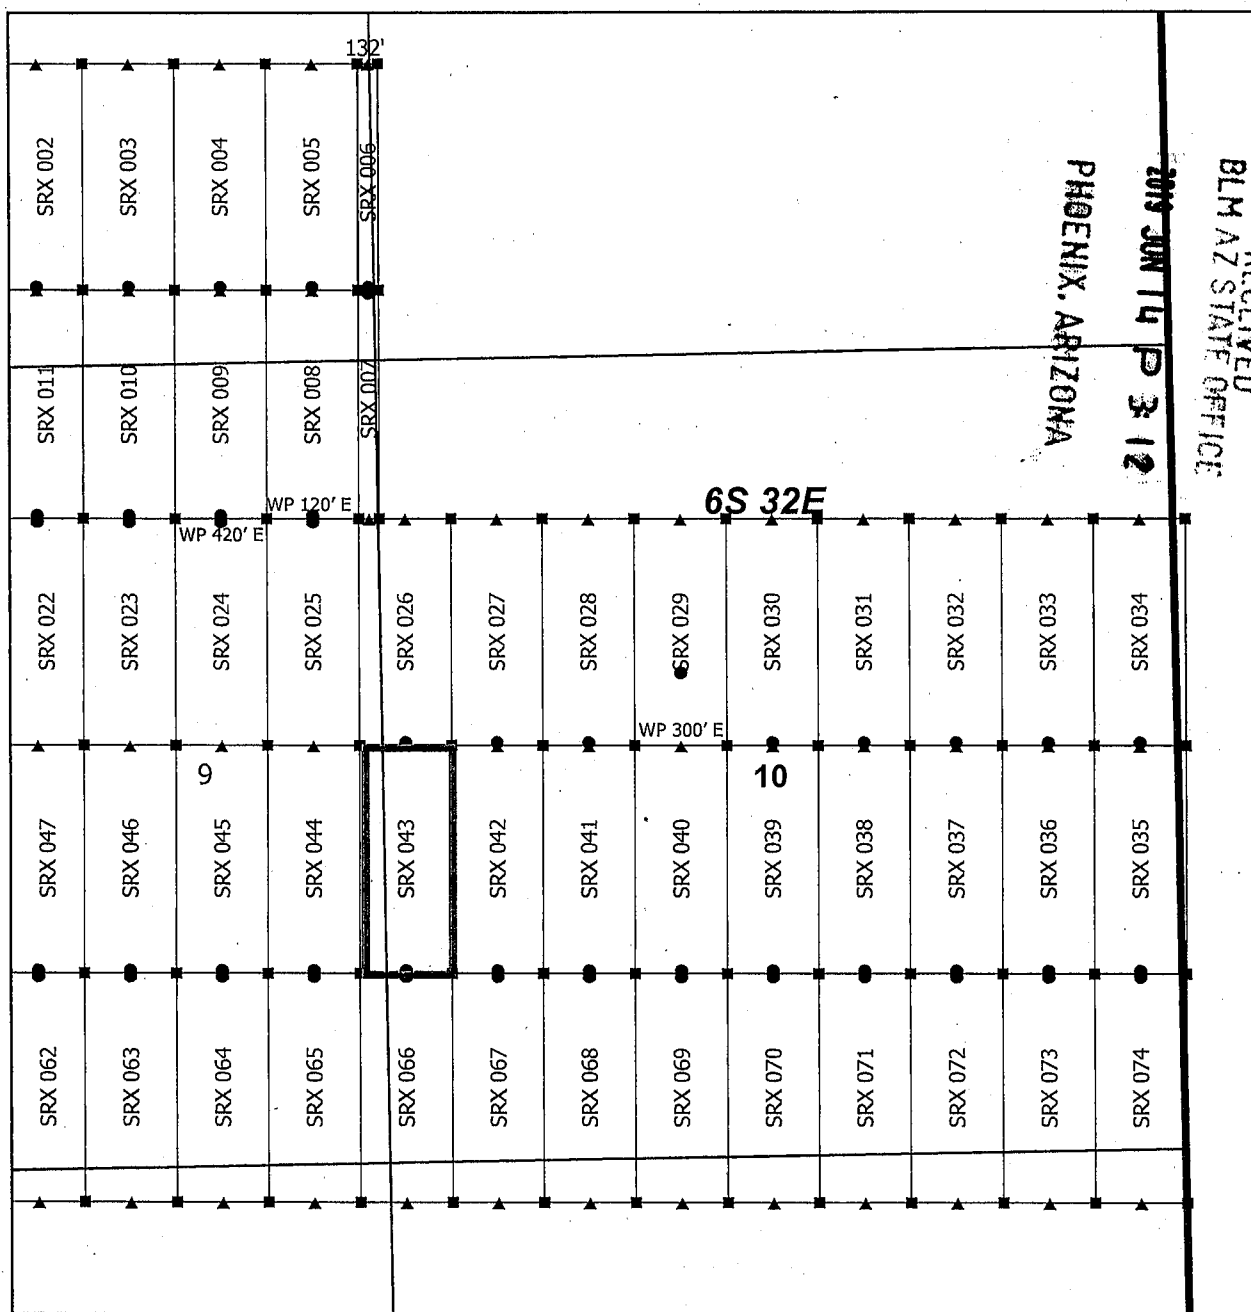 132'
SRX 002
SRX 003
SRX 004
SRX 005
SRX 006
RECEIVED
BLM AZ STATE OFFICE
2019 JUN 14 P 3:12
PHOENIX, ARIZONA
SRX 011
SRX 010
SRX 009
SRX 008
SRX 007
WP 120' E
WP 420' E
6S 32E
SRX 022
SRX 023
SRX 024
SRX 025
SRX 026
SRX 027
SRX 028
SRX 029
SRX 030
SRX 031
SRX 032
SRX 033
SRX 034
WP 300' E
9
10
SRX 047
SRX 046
SRX 045
SRX 044
SRX 043
SRX 042
SRX 041
SRX 040
SRX 039
SRX 038
SRX 037
SRX 036
SRX 035
SRX 062
SRX 063
SRX 064
SRX 065
SRX 066
SRX 067
SRX 068
SRX 069
SRX 070
SRX 071
SRX 072
SRX 073
SRX 074